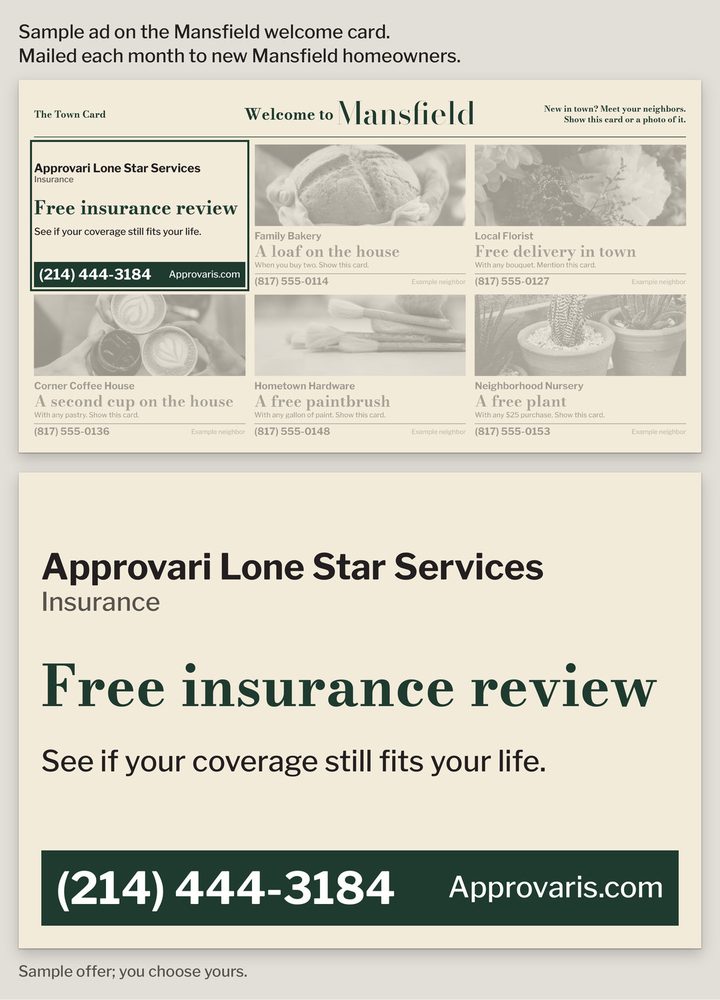 Sample ad on the Mansfield welcome card.
Mailed each month to new Mansfield homeowners.
The Town Card
Welcome to Mansfield
New in town? Meet your neighbors.
Show this card or a photo of it.
Approvari Lone Star Services
Insurance
Free insurance review
See if your coverage still fits your life.
(214) 444-3184 Approvaris.com
Family Bakery
A loaf on the house
When you buy two. Show this card.
(817) 555-0114 Example neighbor
Local Florist
Free delivery in town
With any bouquet. Mention this card.
(817) 555-0127 Example neighbor
Corner Coffee House
A second cup on the house
With any pastry. Show this card.
(817) 555-0136 Example neighbor
Hometown Hardware
A free paintbrush
With any gallon of paint. Show this card.
(817) 555-0148 Example neighbor
Neighborhood Nursery
A free plant
With any $25 purchase. Show this card.
(817) 555-0153 Example neighbor
Approvari Lone Star Services
Insurance
Free insurance review
See if your coverage still fits your life.
(214) 444-3184 Approvaris.com
Sample offer; you choose yours.